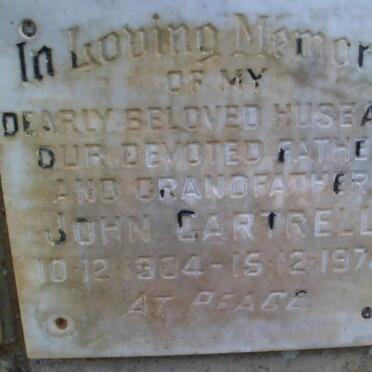 In Loving Memor
OF MY
DEARLY BELOVED HUSBA
OUR DEVOTED FATHE
AND GRANDFATHER
JOHN CARTRELL
10·12·1904-15·12·197
AT PEACE